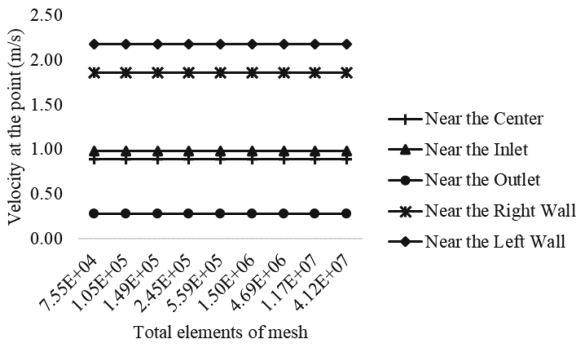 2.50
2.00
1.50
1.00
0.50
0.00
Velocity at the point (m/s)
7.55E+04
1.05E+05
1.49E+05
2.45E+05
5.59E+05
1.50E+06
4.69E+06
1.17E+07
4.12E+07
Total elements of mesh
Near the Center
Near the Inlet
Near the Outlet
Near the Right Wall
Near the Left Wall